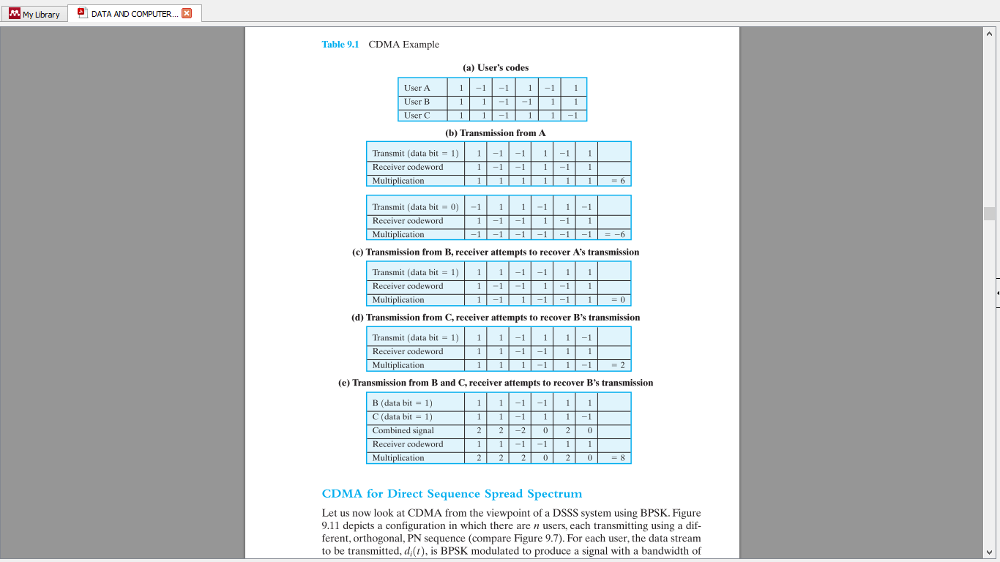 My Library
DATA AND COMPUTER...
Table 9.1 CDMA Example
(a) User's codes
User A 1 −1 −1 1 −1 1
User B 1 1 −1 −1 1 1
User C 1 1 −1 1 1 −1
(b) Transmission from A
Transmit (data bit = 1) 1 −1 −1 1 −1 1
Receiver codeword 1 −1 −1 1 −1 1
Multiplication 1 1 1 1 1 1 = 6
Transmit (data bit = 0) −1 1 1 −1 1 −1
Receiver codeword 1 −1 −1 1 −1 1
Multiplication −1 −1 −1 −1 −1 −1 = −6
(c) Transmission from B, receiver attempts to recover A's transmission
Transmit (data bit = 1) 1 1 −1 −1 1 1
Receiver codeword 1 −1 −1 1 −1 1
Multiplication 1 −1 1 −1 −1 1 = 0
(d) Transmission from C, receiver attempts to recover B's transmission
Transmit (data bit = 1) 1 1 −1 1 1 −1
Receiver codeword 1 1 −1 −1 1 1
Multiplication 1 1 1 −1 1 −1 = 2
(e) Transmission from B and C, receiver attempts to recover B's transmission
B (data bit = 1) 1 1 −1 −1 1 1
C (data bit = 1) 1 1 −1 1 1 −1
Combined signal 2 2 −2 0 2 0
Receiver codeword 1 1 −1 −1 1 1
Multiplication 2 2 2 0 2 0 = 8
CDMA for Direct Sequence Spread Spectrum
Let us now look at CDMA from the viewpoint of a DSSS system using BPSK. Figure
9.11 depicts a configuration in which there are n users, each transmitting using a dif-
ferent, orthogonal, PN sequence (compare Figure 9.7). For each user, the data stream
to be transmitted, di(t), is BPSK modulated to produce a signal with a bandwidth of